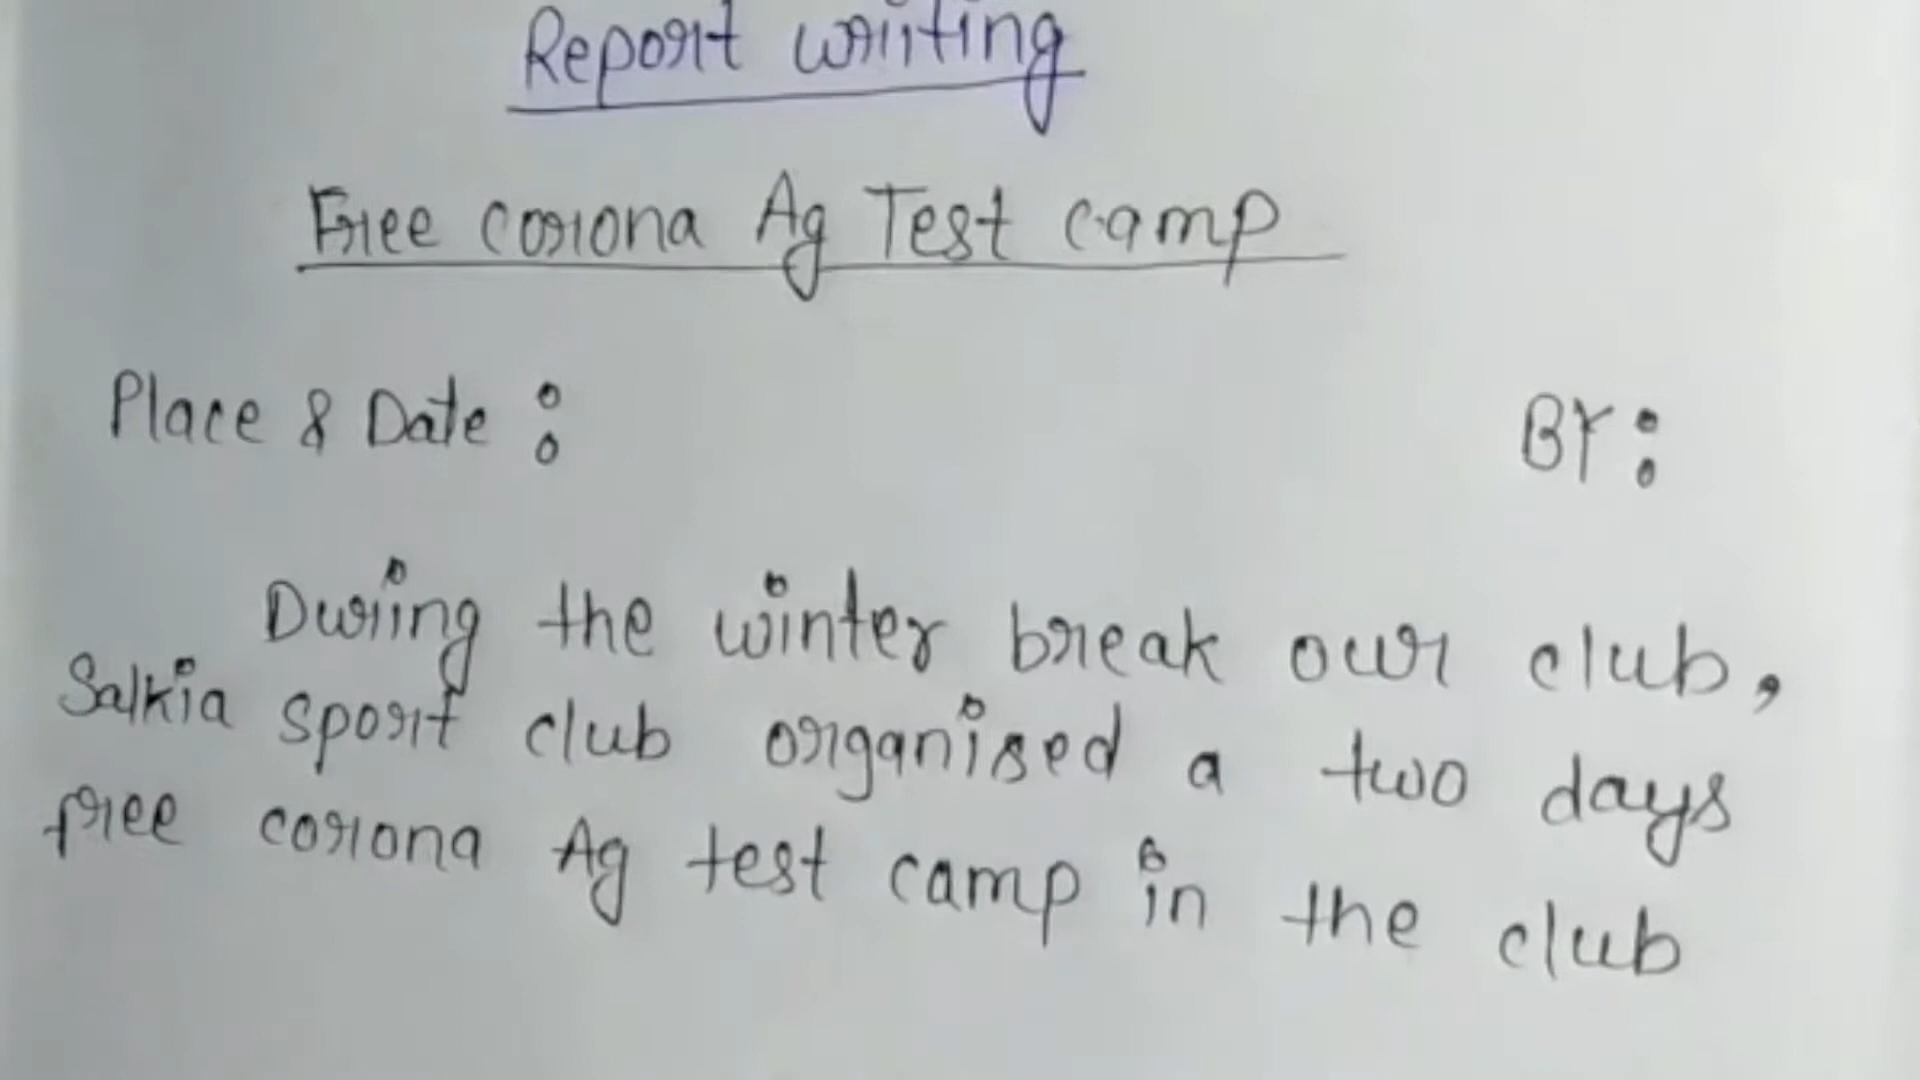 Report writing
Free corona Ag Test camp
Place & Date :
BY :
During the winter break our club,
Salkia sport club organised a two days
free corona Ag test camp in the club